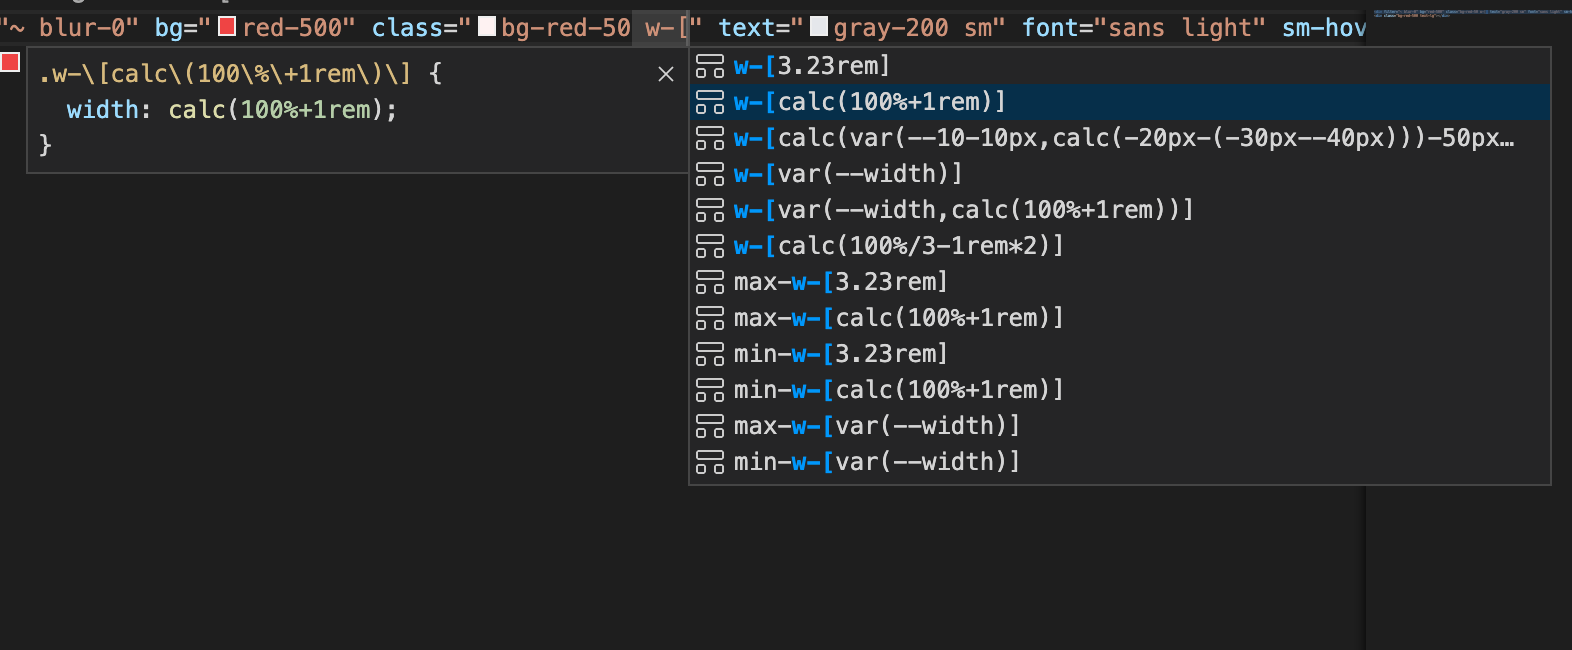 "~ blur-0" bg="red-500" class="bg-red-50 w-[" text="gray-200 sm" font="sans light" sm-hov
.w-\[calc\(100\%\+1rem\)\] {
width: calc(100%+1rem);
}
w-[3.23rem]
w-[calc(100%+1rem)]
w-[calc(var(--10-10px,calc(-20px-(-30px--40px)))-50px…
w-[var(--width)]
w-[var(--width,calc(100%+1rem))]
w-[calc(100%/3-1rem*2)]
max-w-[3.23rem]
max-w-[calc(100%+1rem)]
min-w-[3.23rem]
min-w-[calc(100%+1rem)]
max-w-[var(--width)]
min-w-[var(--width)]